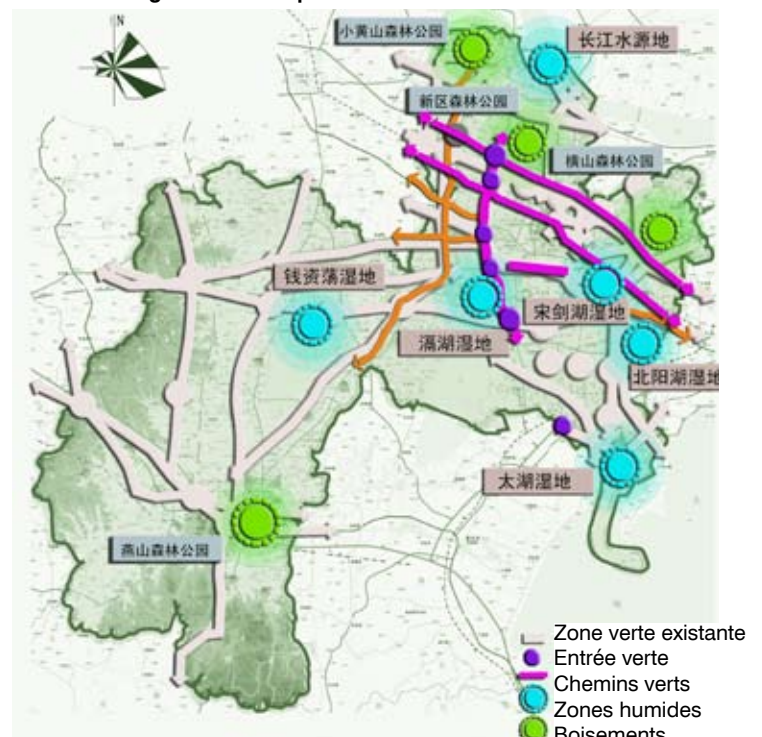 N
小黄山森林公园
长江水源地
新区森林公园
横山森林公园
钱资荡湿地
宋剑湖湿地
滆湖湿地
北阳湖湿地
太湖湿地
燕山森林公园
Zone verte existante
Entrée verte
Chemins verts
Zones humides
Boisements